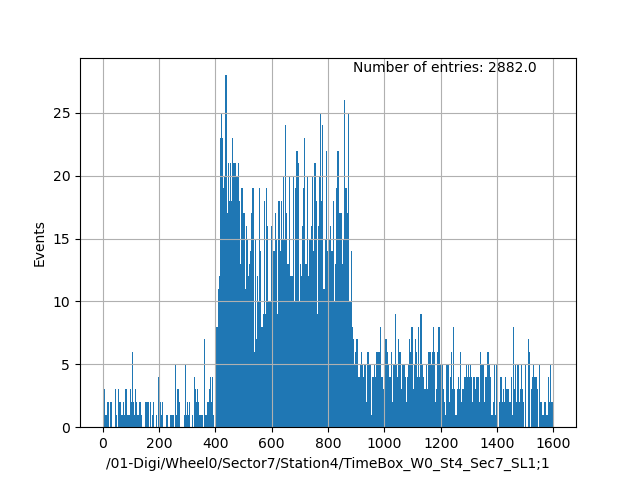 Number of entries: 2882.0
25
20
15
10
5
0
Events
0 200 400 600 800 1000 1200 1400 1600
/01-Digi/Wheel0/Sector7/Station4/TimeBox_W0_St4_Sec7_SL1;1